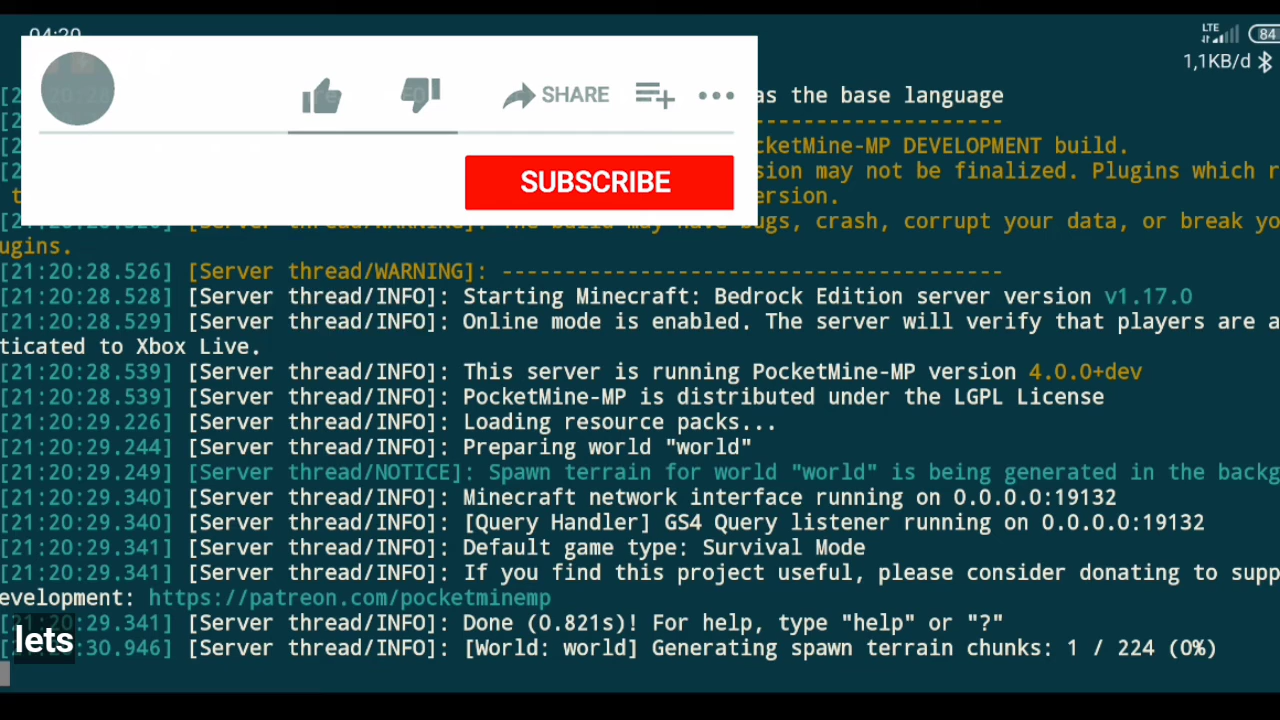 04:20
LTE
84
1,1KB/d
SHARE
SUBSCRIBE
as the base language
---------------------
cketMine-MP DEVELOPMENT build.
sion may not be finalized. Plugins which r
ersion.
ugs, crash, corrupt your data, or break yo
ugins.
[21:20:28.526] [Server thread/WARNING]: ----------------------------------------
[21:20:28.528] [Server thread/INFO]: Starting Minecraft: Bedrock Edition server version v1.17.0
[21:20:28.529] [Server thread/INFO]: Online mode is enabled. The server will verify that players are a
ticated to Xbox Live.
[21:20:28.539] [Server thread/INFO]: This server is running PocketMine-MP version 4.0.0+dev
[21:20:28.539] [Server thread/INFO]: PocketMine-MP is distributed under the LGPL License
[21:20:29.226] [Server thread/INFO]: Loading resource packs...
[21:20:29.244] [Server thread/INFO]: Preparing world "world"
[21:20:29.249] [Server thread/NOTICE]: Spawn terrain for world "world" is being generated in the backg
[21:20:29.340] [Server thread/INFO]: Minecraft network interface running on 0.0.0.0:19132
[21:20:29.340] [Server thread/INFO]: [Query Handler] GS4 Query listener running on 0.0.0.0:19132
[21:20:29.341] [Server thread/INFO]: Default game type: Survival Mode
[21:20:29.341] [Server thread/INFO]: If you find this project useful, please consider donating to supp
evelopment: https://patreon.com/pocketminemp
[21:20:29.341] [Server thread/INFO]: Done (0.821s)! For help, type "help" or "?"
lets
:30.946] [Server thread/INFO]: [World: world] Generating spawn terrain chunks: 1 / 224 (0%)